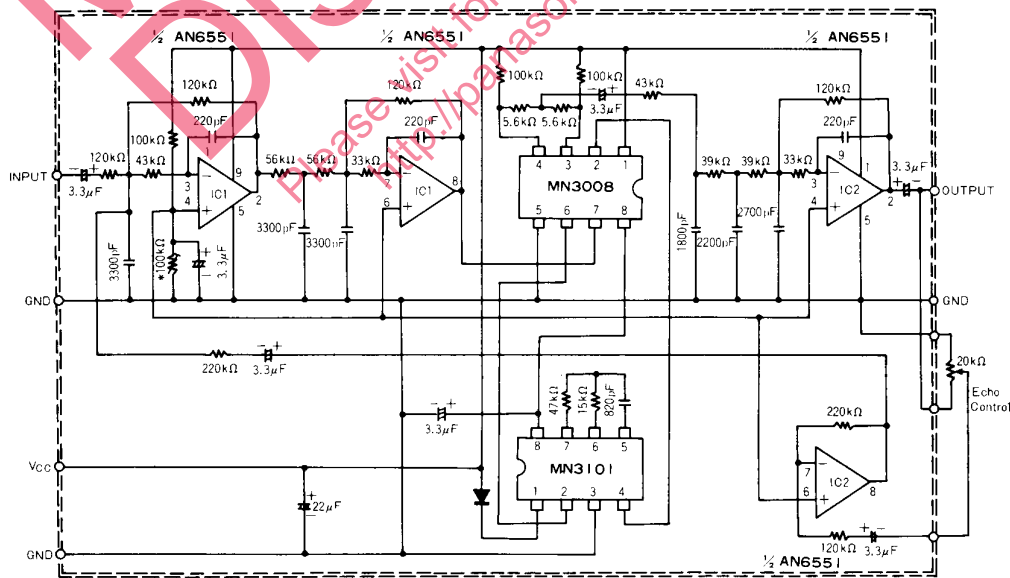 ½ AN6551
½ AN6551
½ AN6551
Please visit for
http://panaso
120kΩ
220pF
100kΩ
120kΩ
43kΩ
INPUT
3.3µF
3
4
IC1
9
5
2
3300pF
*100kΩ
3.3µF
56kΩ
56kΩ
33kΩ
120kΩ
220pF
IC1
6
8
3300pF
3300pF
100kΩ
100kΩ
5.6kΩ
5.6kΩ
3.3µF
43kΩ
4
3
2
1
MN3008
5
6
7
8
39kΩ
39kΩ
33kΩ
1800pF
2200pF
2700pF
120kΩ
220pF
9
3
4
1
IC2
2
5
3.3µF
OUTPUT
GND
GND
220kΩ
3.3µF
20kΩ
Echo
Control
3.3µF
47kΩ
15kΩ
820pF
8
7
6
5
MN3101
1
2
3
4
220kΩ
7
6
IC2
8
120kΩ
3.3µF
Vcc
22µF
GND
½ AN6551